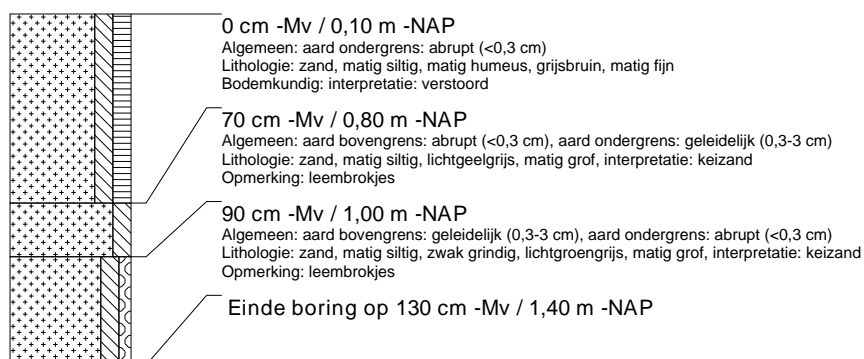 0 cm -Mv / 0,10 m -NAP
Algemeen: aard ondergrens: abrupt (<0,3 cm)
Lithologie: zand, matig siltig, matig humeus, grijsbruin, matig fijn
Bodemkundig: interpretatie: verstoord
70 cm -Mv / 0,80 m -NAP
Algemeen: aard bovengrens: abrupt (<0,3 cm), aard ondergrens: geleidelijk (0,3-3 cm)
Lithologie: zand, matig siltig, lichtgeelgrijs, matig grof, interpretatie: keizand
Opmerking: leembrokjes
90 cm -Mv / 1,00 m -NAP
Algemeen: aard bovengrens: geleidelijk (0,3-3 cm), aard ondergrens: abrupt (<0,3 cm)
Lithologie: zand, matig siltig, zwak grindig, lichtgroengrijs, matig grof, interpretatie: keizand
Opmerking: leembrokjes
Einde boring op 130 cm -Mv / 1,40 m -NAP